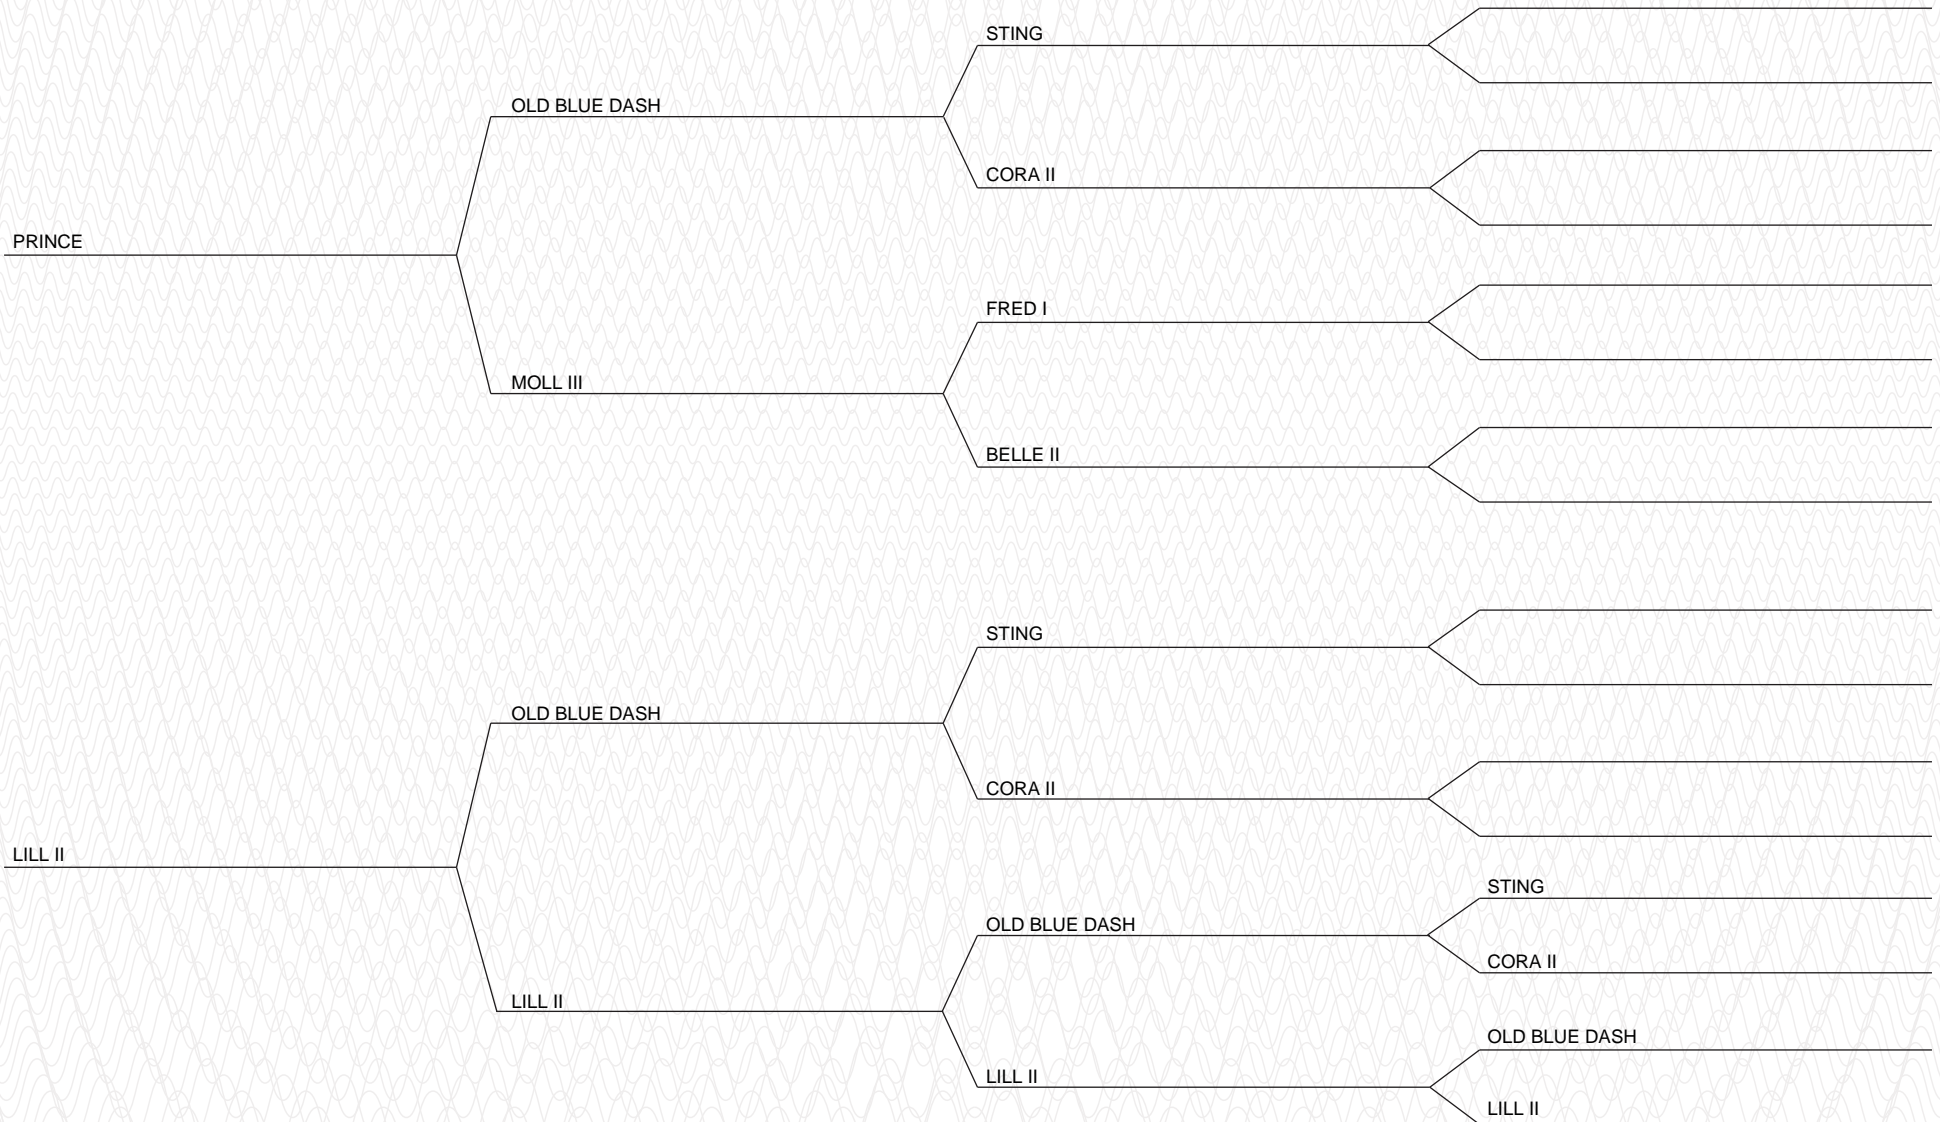 STING
OLD BLUE DASH
CORA II
PRINCE
FRED I
MOLL III
BELLE II
STING
OLD BLUE DASH
CORA II
LILL II
STING
OLD BLUE DASH
CORA II
LILL II
OLD BLUE DASH
LILL II
LILL II